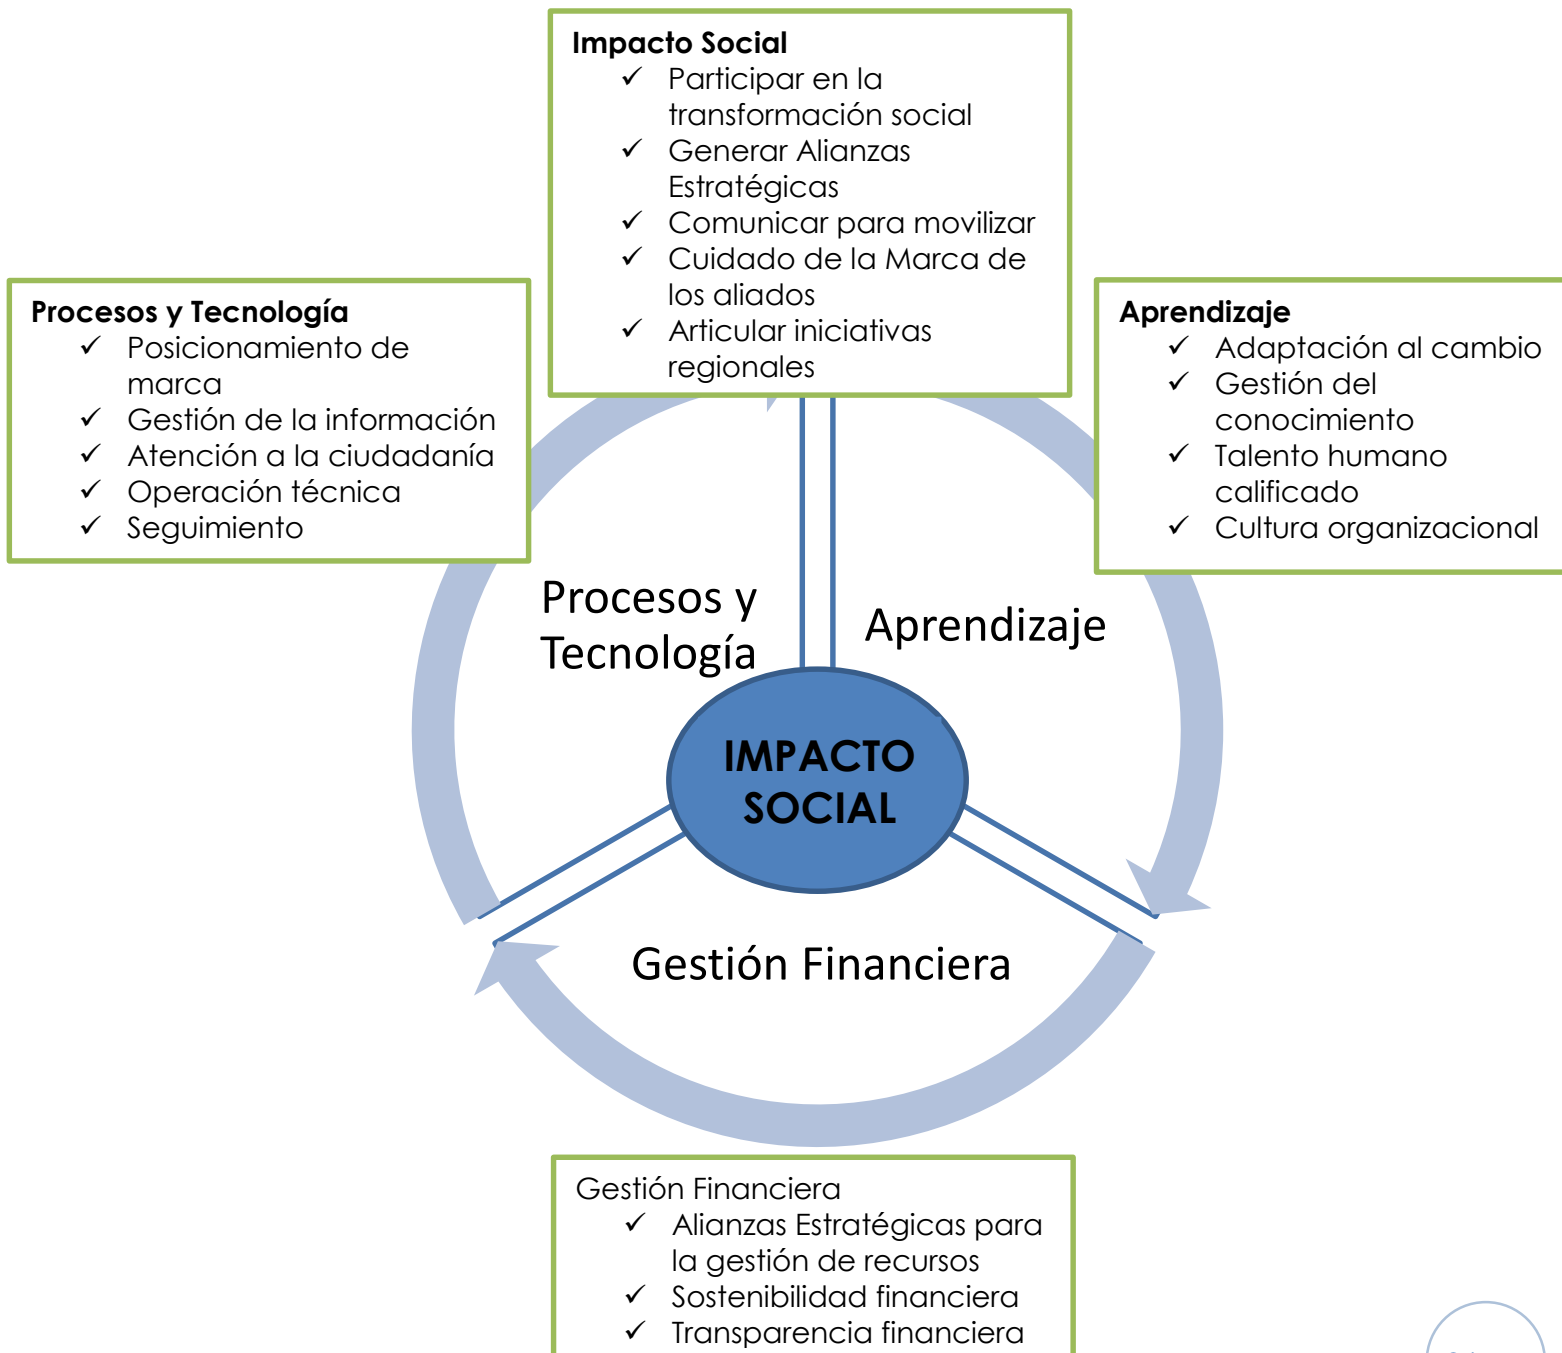 Impacto Social
✓ Participar en la
transformación social
✓ Generar Alianzas
Estratégicas
✓ Comunicar para movilizar
✓ Cuidado de la Marca de
los aliados
✓ Articular iniciativas
regionales
Procesos y Tecnología
✓ Posicionamiento de
marca
✓ Gestión de la información
✓ Atención a la ciudadanía
✓ Operación técnica
✓ Seguimiento
Aprendizaje
✓ Adaptación al cambio
✓ Gestión del
conocimiento
✓ Talento humano
calificado
✓ Cultura organizacional
Procesos y
Tecnología
Aprendizaje
IMPACTO
SOCIAL
Gestión Financiera
Gestión Financiera
✓ Alianzas Estratégicas para
la gestión de recursos
✓ Sostenibilidad financiera
✓ Transparencia financiera